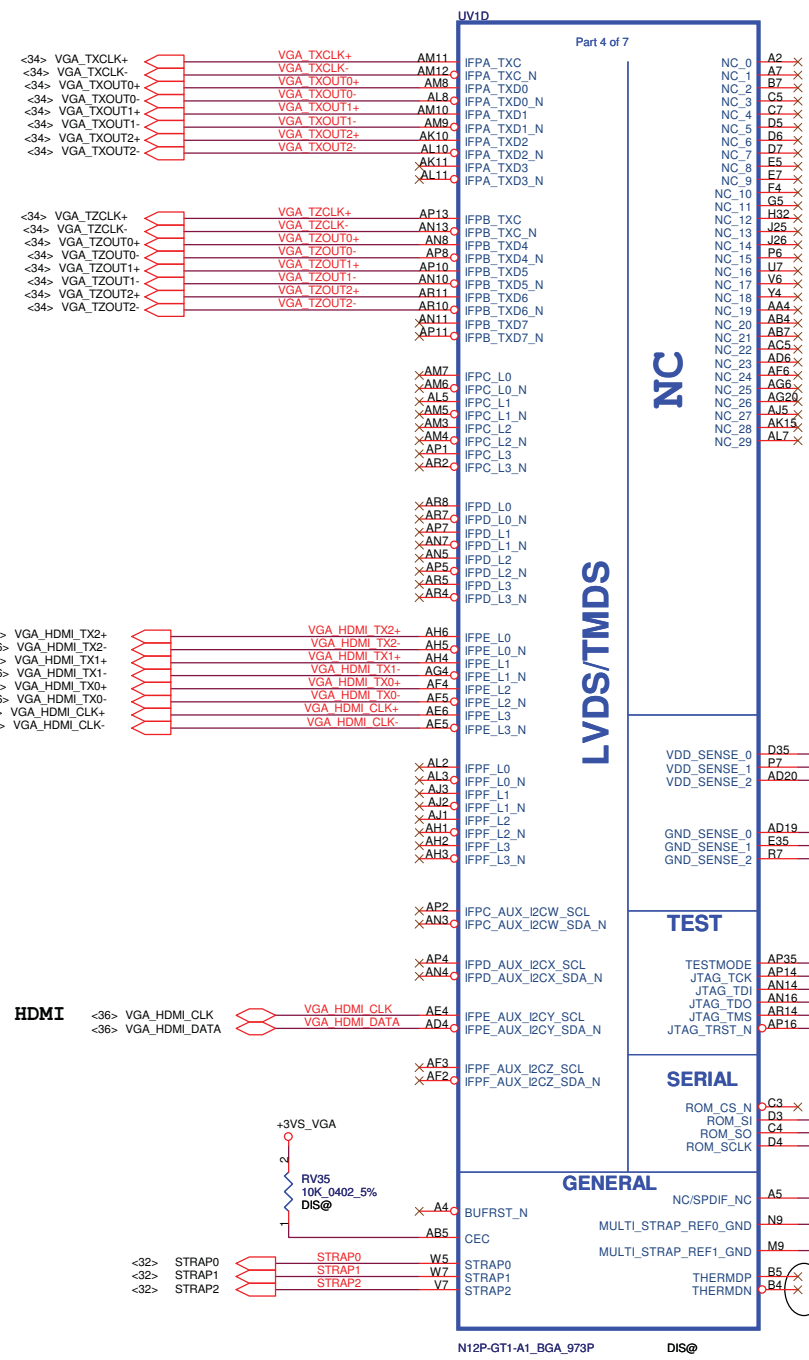 UV1D
Part 4 of 7
<34> VGA_TXCLK+ VGA_TXCLK+ AM11 IFPA_TXC
<34> VGA_TXCLK- VGA_TXCLK- AM12 IFPA_TXC_N
<34> VGA_TXOUT0+ VGA_TXOUT0+ AM8 IFPA_TXD0
<34> VGA_TXOUT0- VGA_TXOUT0- AL8 IFPA_TXD0_N
<34> VGA_TXOUT1+ VGA_TXOUT1+ AM10 IFPA_TXD1
<34> VGA_TXOUT1- VGA_TXOUT1- AM9 IFPA_TXD1_N
<34> VGA_TXOUT2+ VGA_TXOUT2+ AK10 IFPA_TXD2
<34> VGA_TXOUT2- VGA_TXOUT2- AL10 IFPA_TXD2_N
AK11 IFPA_TXD3
AL11 IFPA_TXD3_N
<34> VGA_TZCLK+ VGA_TZCLK+ AP13 IFPB_TXC
<34> VGA_TZCLK- VGA_TZCLK- AN13 IFPB_TXC_N
<34> VGA_TZOUT0+ VGA_TZOUT0+ AN8 IFPB_TXD4
<34> VGA_TZOUT0- VGA_TZOUT0- AP8 IFPB_TXD4_N
<34> VGA_TZOUT1+ VGA_TZOUT1+ AP10 IFPB_TXD5
<34> VGA_TZOUT1- VGA_TZOUT1- AN10 IFPB_TXD5_N
<34> VGA_TZOUT2+ VGA_TZOUT2+ AR11 IFPB_TXD6
<34> VGA_TZOUT2- VGA_TZOUT2- AR10 IFPB_TXD6_N
AN11 IFPB_TXD7
AP11 IFPB_TXD7_N
AM7 IFPC_L0
AM6 IFPC_L0_N
AL5 IFPC_L1
AM5 IFPC_L1_N
AM3 IFPC_L2
AM4 IFPC_L2_N
AP1 IFPC_L3
AR2 IFPC_L3_N
AR8 IFPD_L0
AR7 IFPD_L0_N
AP7 IFPD_L1
AN7 IFPD_L1_N
AN5 IFPD_L2
AP5 IFPD_L2_N
AR5 IFPD_L3
AR4 IFPD_L3_N
> VGA_HDMI_TX2+ VGA_HDMI_TX2+ AH6 IFPE_L0
6> VGA_HDMI_TX2- VGA_HDMI_TX2- AH5 IFPE_L0_N
> VGA_HDMI_TX1+ VGA_HDMI_TX1+ AH4 IFPE_L1
6> VGA_HDMI_TX1- VGA_HDMI_TX1- AG4 IFPE_L1_N
> VGA_HDMI_TX0+ VGA_HDMI_TX0+ AF4 IFPE_L2
6> VGA_HDMI_TX0- VGA_HDMI_TX0- AF5 IFPE_L2_N
> VGA_HDMI_CLK+ VGA_HDMI_CLK+ AE6 IFPE_L3
> VGA_HDMI_CLK- VGA_HDMI_CLK- AE5 IFPE_L3_N
AL2 IFPF_L0
AL3 IFPF_L0_N
AJ3 IFPF_L1
AJ2 IFPF_L1_N
AJ1 IFPF_L2
AH1 IFPF_L2_N
AH2 IFPF_L3
AH3 IFPF_L3_N
AP2 IFPC_AUX_I2CW_SCL
AN3 IFPC_AUX_I2CW_SDA_N
AP4 IFPD_AUX_I2CX_SCL
AN4 IFPD_AUX_I2CX_SDA_N
HDMI
<36> VGA_HDMI_CLK VGA_HDMI_CLK AE4 IFPE_AUX_I2CY_SCL
<36> VGA_HDMI_DATA VGA_HDMI_DATA AD4 IFPE_AUX_I2CY_SDA_N
AF3 IFPF_AUX_I2CZ_SCL
AF2 IFPF_AUX_I2CZ_SDA_N
+3VS_VGA
2
RV35
10K_0402_5%
DIS@
1
A4 BUFRST_N
AB5 CEC
<32> STRAP0 STRAP0 W5 STRAP0
<32> STRAP1 STRAP1 W7 STRAP1
<32> STRAP2 STRAP2 V7 STRAP2
LVDS/TMDS
NC
NC_0 A2
NC_1 A7
NC_2 B7
NC_3 C5
NC_4 C7
NC_5 D5
NC_6 D6
NC_7 D7
NC_8 E5
NC_9 E7
NC_10 F4
NC_11 G5
NC_12 H32
NC_13 J25
NC_14 J26
NC_15 P6
NC_16 U7
NC_17 V6
NC_18 Y4
NC_19 AA4
NC_20 AB4
NC_21 AB7
NC_22 AC5
NC_23 AD6
NC_24 AF6
NC_25 AG6
NC_26 AG20
NC_27 AJ5
NC_28 AK15
NC_29 AL7
VDD_SENSE_0 D35
VDD_SENSE_1 P7
VDD_SENSE_2 AD20
GND_SENSE_0 AD19
GND_SENSE_1 E35
GND_SENSE_2 R7
TEST
TESTMODE AP35
JTAG_TCK AP14
JTAG_TDI AN14
JTAG_TDO AN16
JTAG_TMS AR14
JTAG_TRST_N AP16
SERIAL
ROM_CS_N C3
ROM_SI D3
ROM_SO C4
ROM_SCLK D4
GENERAL
NC/SPDIF_NC A5
MULTI_STRAP_REF0_GND N9
MULTI_STRAP_REF1_GND M9
THERMDP B5
THERMDN B4
N12P-GT1-A1_BGA_973P DIS@